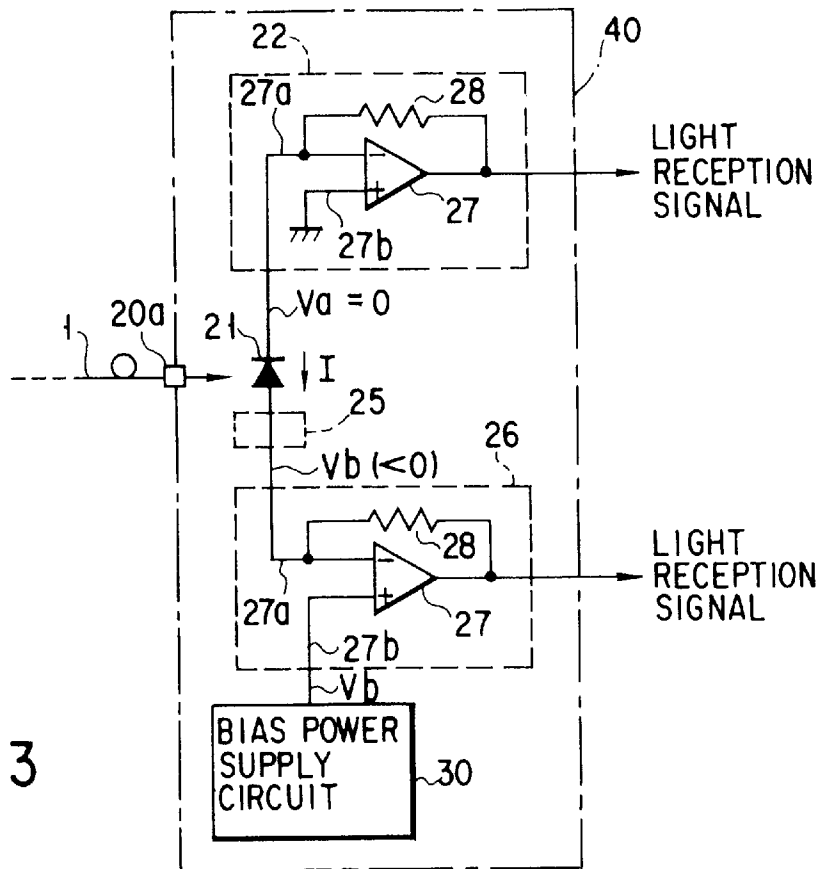 22
40
27a
28
LIGHT
RECEPTION
SIGNAL
-
+
27
27b
Va = 0
1
20a
21
I
25
Vb (<0)
26
28
LIGHT
RECEPTION
SIGNAL
-
+
27a
27
27b
Vb
BIAS POWER
SUPPLY
CIRCUIT
30
3